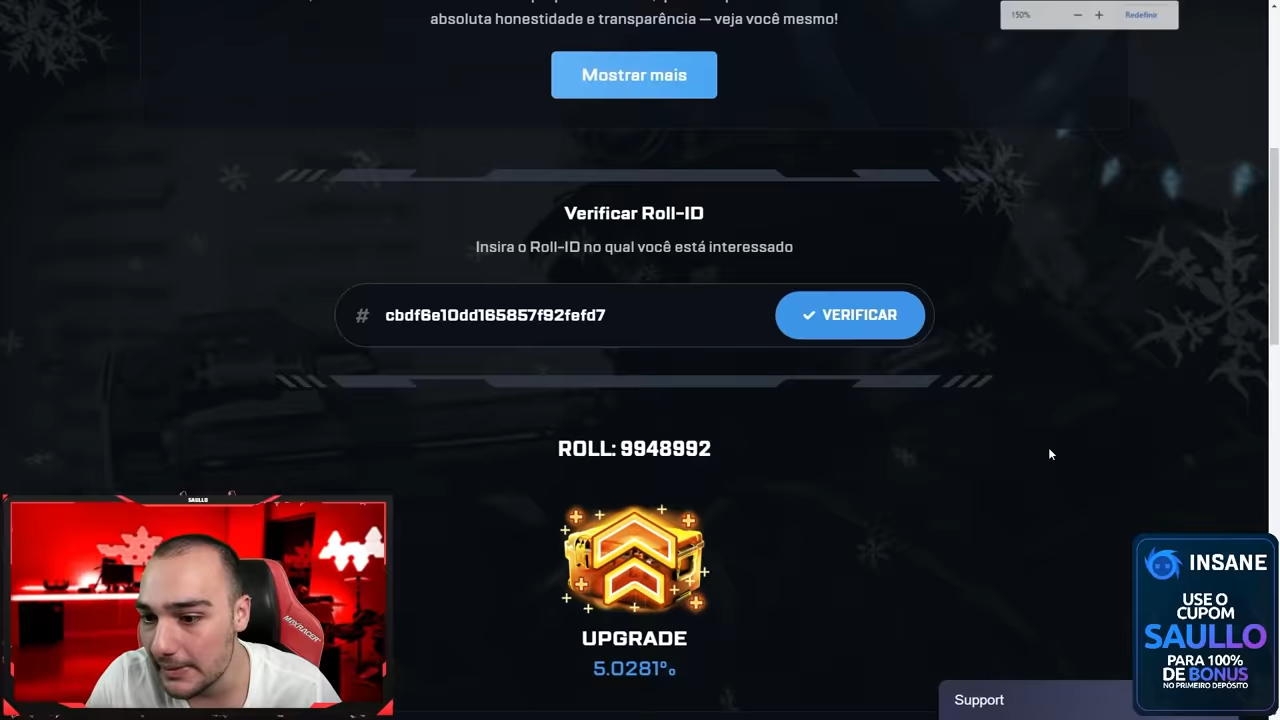 absoluta honestidade e transparência — veja você mesmo!
150%
Redefinir
Mostrar mais
Verificar Roll-ID
Insira o Roll-ID no qual você está interessado
# cbdf6e10dd165857f92fefd7
VERIFICAR
ROLL: 9948992
UPGRADE
5.0281%
SAULLO
MAXRACER
INSANE
USE O
CUPOM
SAULLO
PARA 100%
DE BONUS
NO PRIMEIRO DEPÓSITO
Support